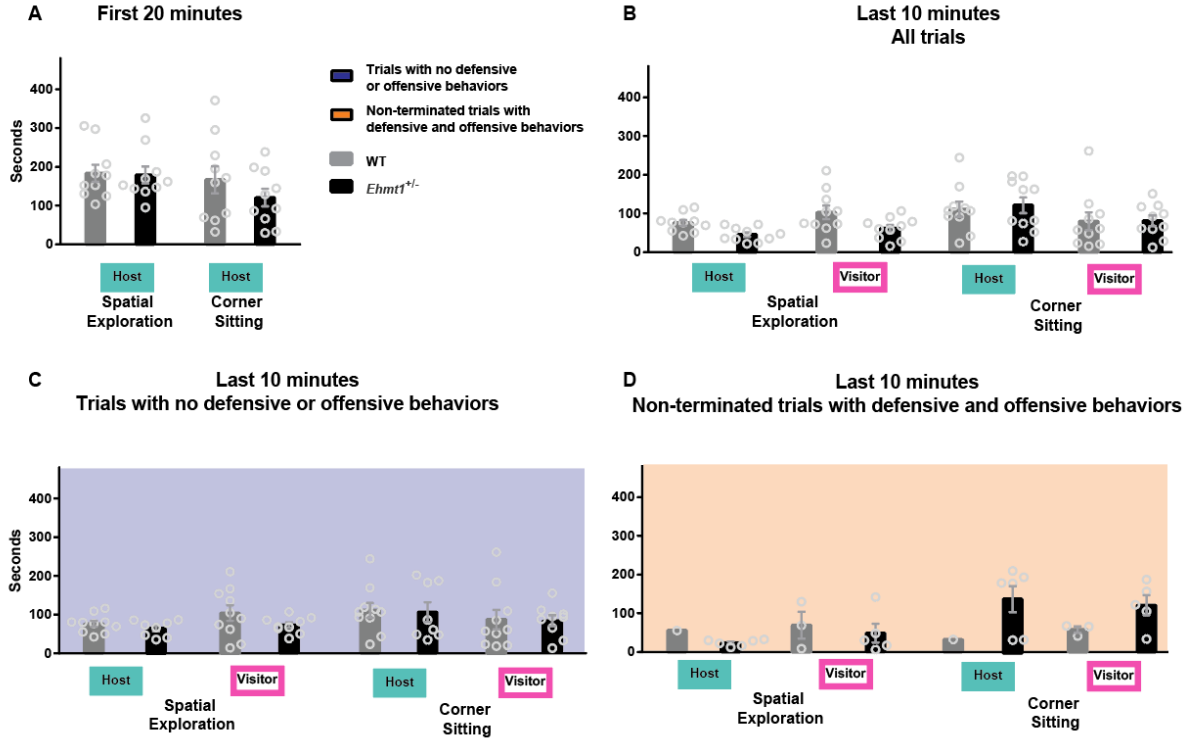 A
First 20 minutes
Seconds
400
300
200
100
0
Host
Host
Spatial
Exploration
Corner
Sitting
Trials with no defensive
or offensive behaviors
Non-terminated trials with
defensive and offensive behaviors
WT
Ehmt1+/-
B
Last 10 minutes
All trials
400
300
200
100
0
Host
Visitor
Host
Visitor
Spatial
Exploration
Corner
Sitting
C
Last 10 minutes
Trials with no defensive or offensive behaviors
Seconds
400
300
200
100
0
Host
Visitor
Host
Visitor
Spatial
Exploration
Corner
Sitting
D
Last 10 minutes
Non-terminated trials with defensive and offensive behaviors
400
300
200
100
0
Host
Visitor
Host
Visitor
Spatial
Exploration
Corner
Sitting